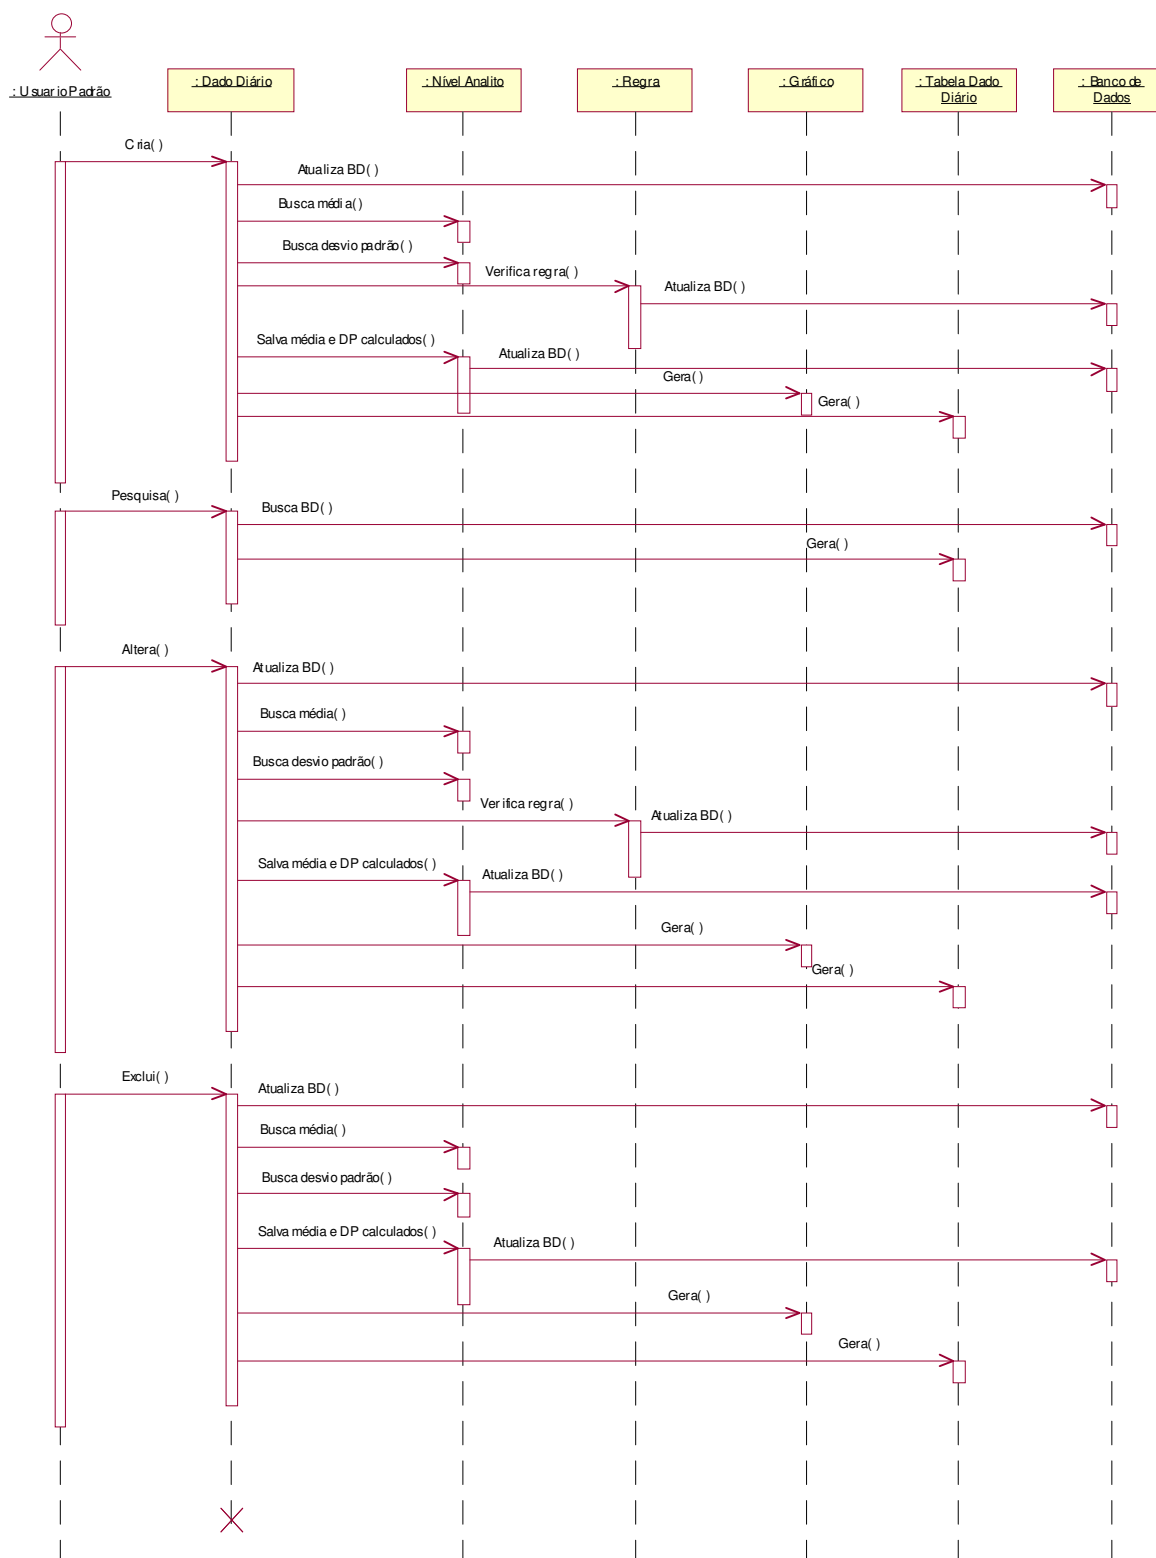 : Usuario Padrão
: Dado Diário
: Nível Analito
: Regra
: Gráfico
: Tabela Dado
Diário
: Banco de
Dados
Cria( )
Atualiza BD( )
Busca média( )
Busca desvio padrão( )
Verifica regra( )
Atualiza BD( )
Salva média e DP calculados( )
Atualiza BD( )
Gera( )
Gera( )
Pesquisa( )
Busca BD( )
Gera( )
Altera( )
Atualiza BD( )
Busca média( )
Busca desvio padrão( )
Verifica regra( )
Atualiza BD( )
Salva média e DP calculados( )
Atualiza BD( )
Gera( )
Gera( )
Exclui( )
Atualiza BD( )
Busca média( )
Busca desvio padrão( )
Salva média e DP calculados( )
Atualiza BD( )
Gera( )
Gera( )